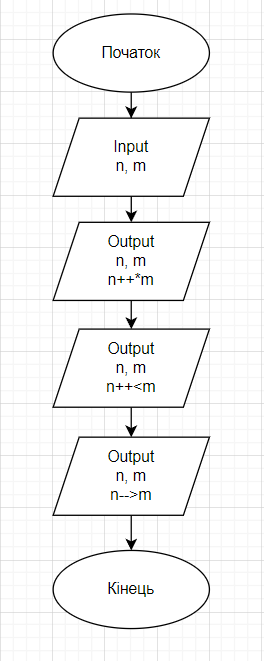 Початок
Input
n, m
Output
n, m
n++*m
Output
n, m
n++<m
Output
n, m
n-->m
Кінець